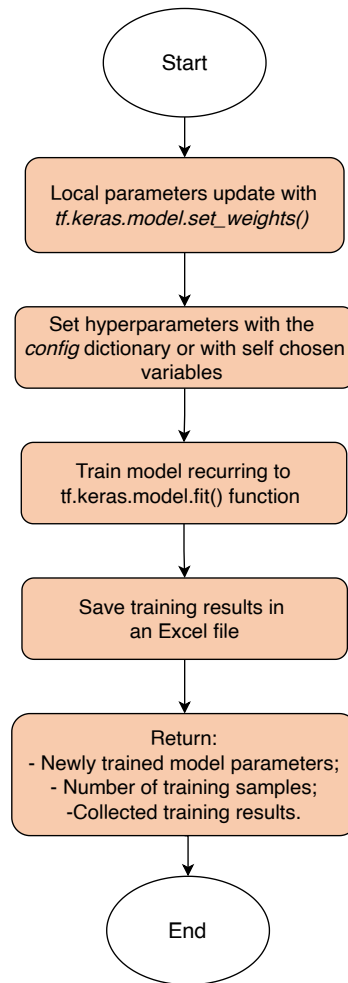 Start
Local parameters update with
tf.keras.model.set_weights()
Set hyperparameters with the
config dictionary or with self chosen
variables
Train model recurring to
tf.keras.model.fit() function
Save training results in
an Excel file
Return:
- Newly trained model parameters;
- Number of training samples;
-Collected training results.
End